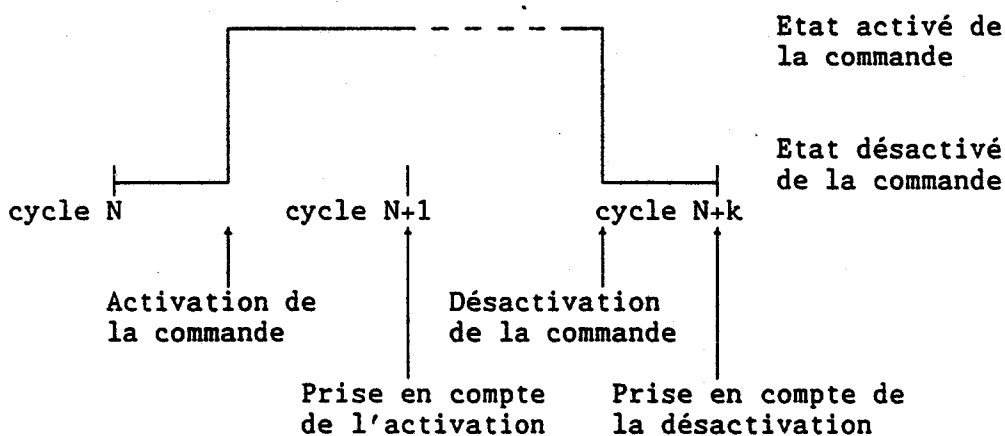 Etat activé de
la commande
Etat désactivé
de la commande
cycle N
cycle N+1
cycle N+k
Activation de
la commande
Désactivation
de la commande
Prise en compte
de l'activation
Prise en compte de
la désactivation